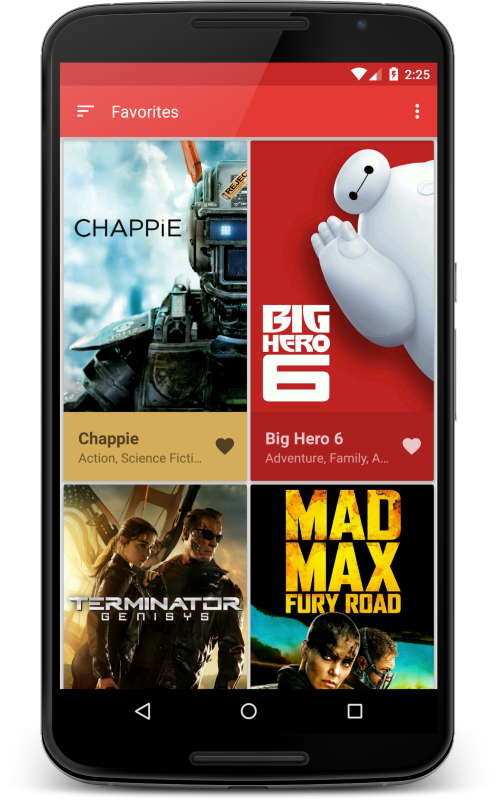 2:25
Favorites
REJEC
CHAPPiE
BIG
HERO
6
Chappie
Action, Science Ficti...
Big Hero 6
Adventure, Family, A...
TERMINATOR
GENISYS
MAD
MAX
FURY ROAD